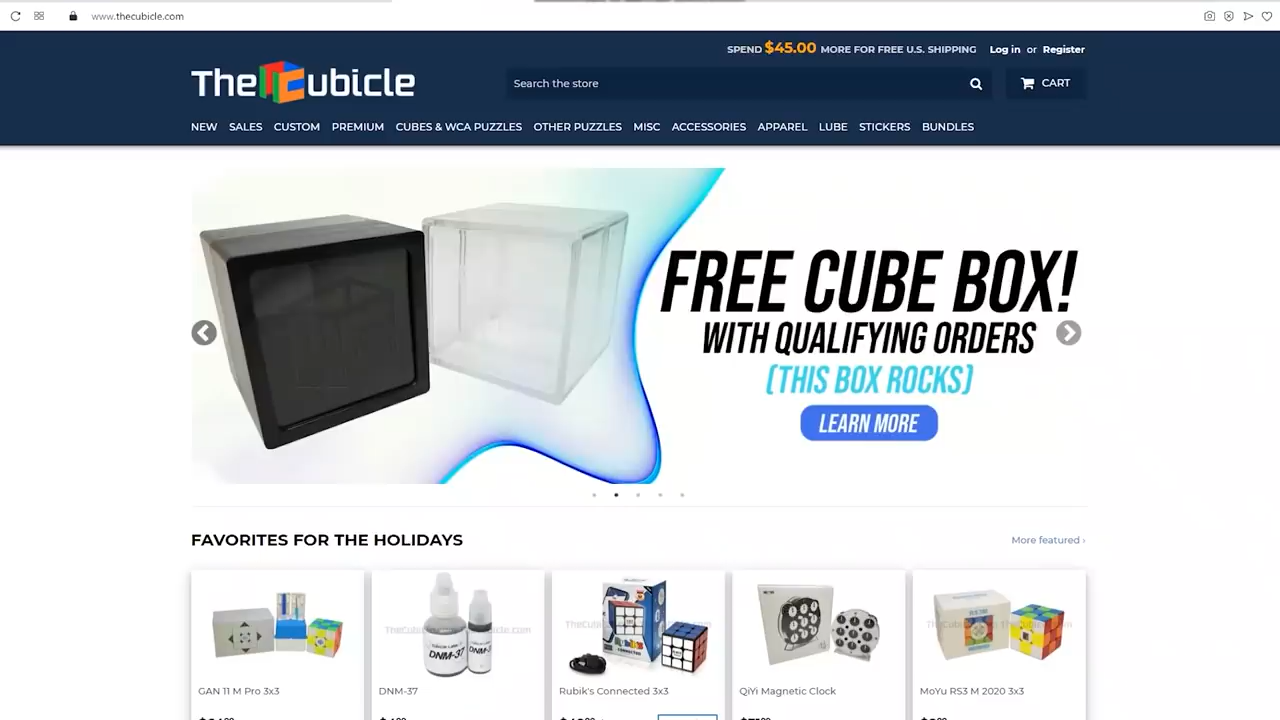 www.thecubicle.com
SPEND $45.00 MORE FOR FREE U.S. SHIPPING Log in or Register
TheCubicle
Search the store
CART
NEW SALES CUSTOM PREMIUM CUBES & WCA PUZZLES OTHER PUZZLES MISC ACCESSORIES APPAREL LUBE STICKERS BUNDLES
FREE CUBE BOX!
WITH QUALIFYING ORDERS
(THIS BOX ROCKS)
LEARN MORE
FAVORITES FOR THE HOLIDAYS
More featured ›
DNM-37
Rubik's
GAN 11 M Pro 3x3
DNM-37
Rubik's Connected 3x3
QiYi Magnetic Clock
MoYu RS3 M 2020 3x3